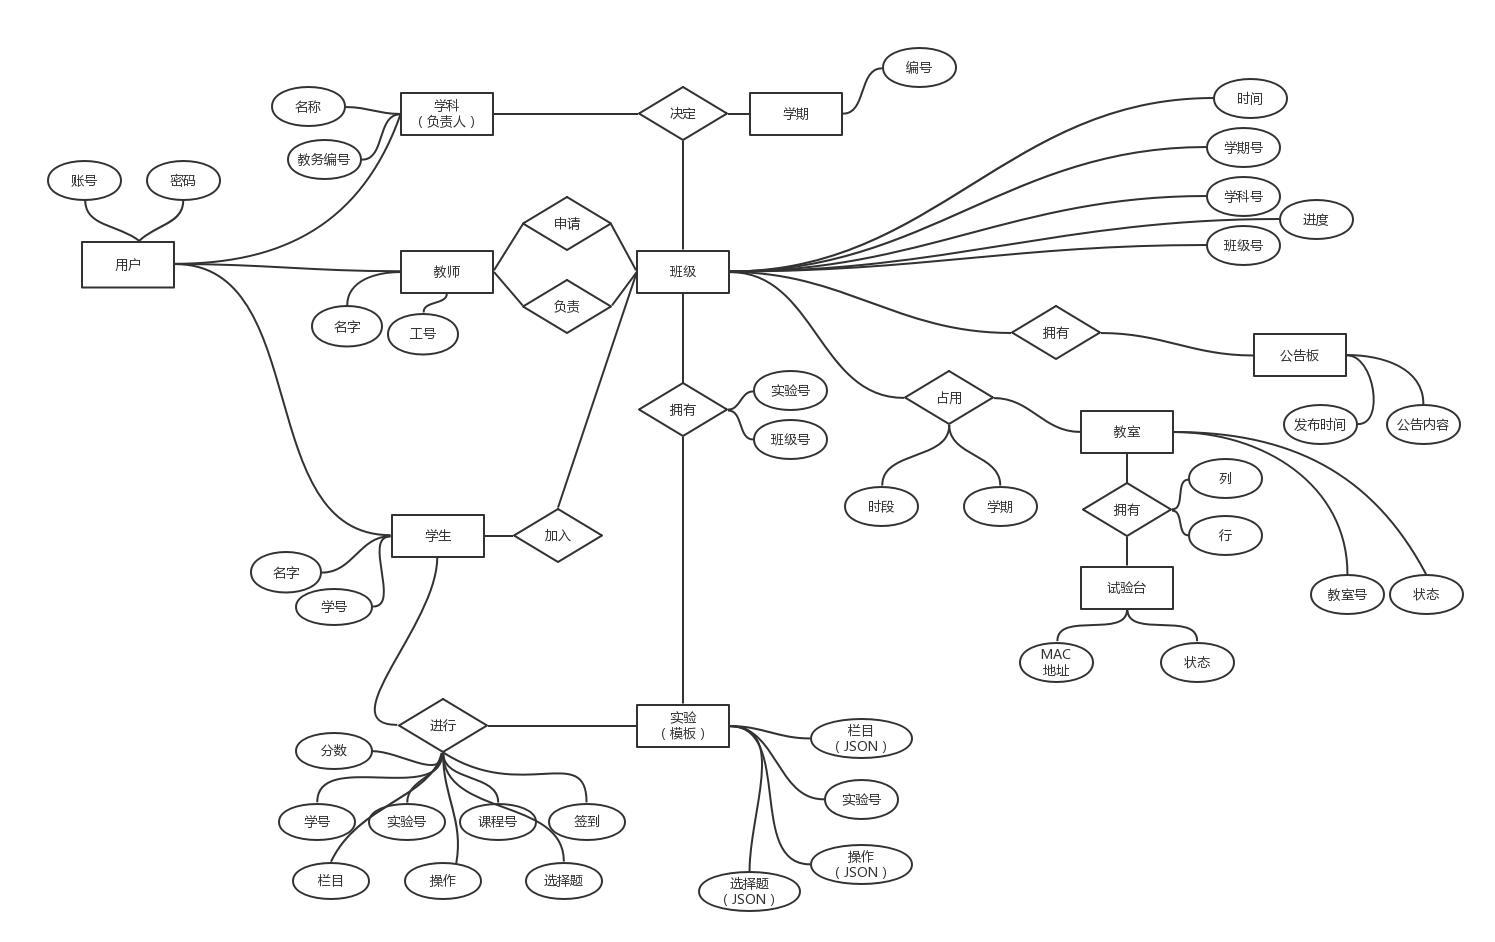 编号
时间
名称
学科
（负责人）
决定
学期
学期号
教务编号
账号
密码
学科号
进度
申请
班级号
用户
教师
班级
负责
名字
工号
拥有
公告板
实验号
占用
拥有
班级号
教室
发布时间
公告内容
列
时段
学期
拥有
行
学生
加入
名字
学号
试验台
教室号
状态
MAC
地址
状态
进行
实验
（模板）
分数
栏目
（JSON）
实验号
学号
实验号
课程号
签到
操作
（JSON）
栏目
操作
选择题
选择题
（JSON）